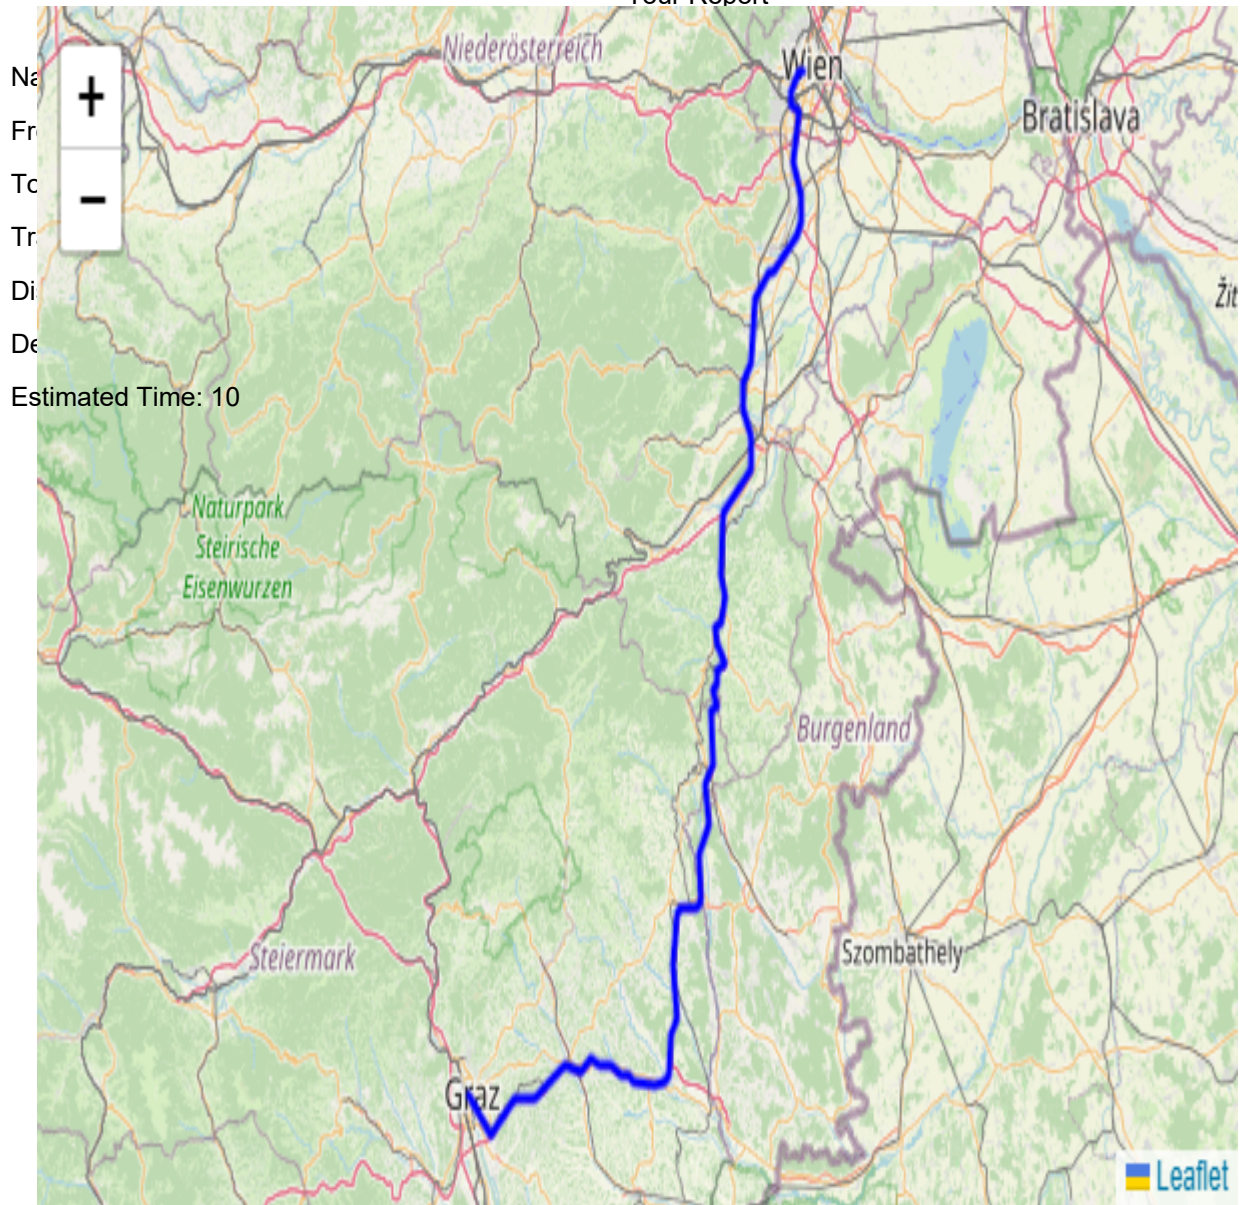 Tour Report
Niederösterreich
Wien
Na
+
Bratislava
Fr
To
−
Tr
Di
Žit
De
Estimated Time: 10
Naturpark
Steirische
Eisenwurzen
Burgenland
Steiermark
Szombathely
Graz
Leaflet